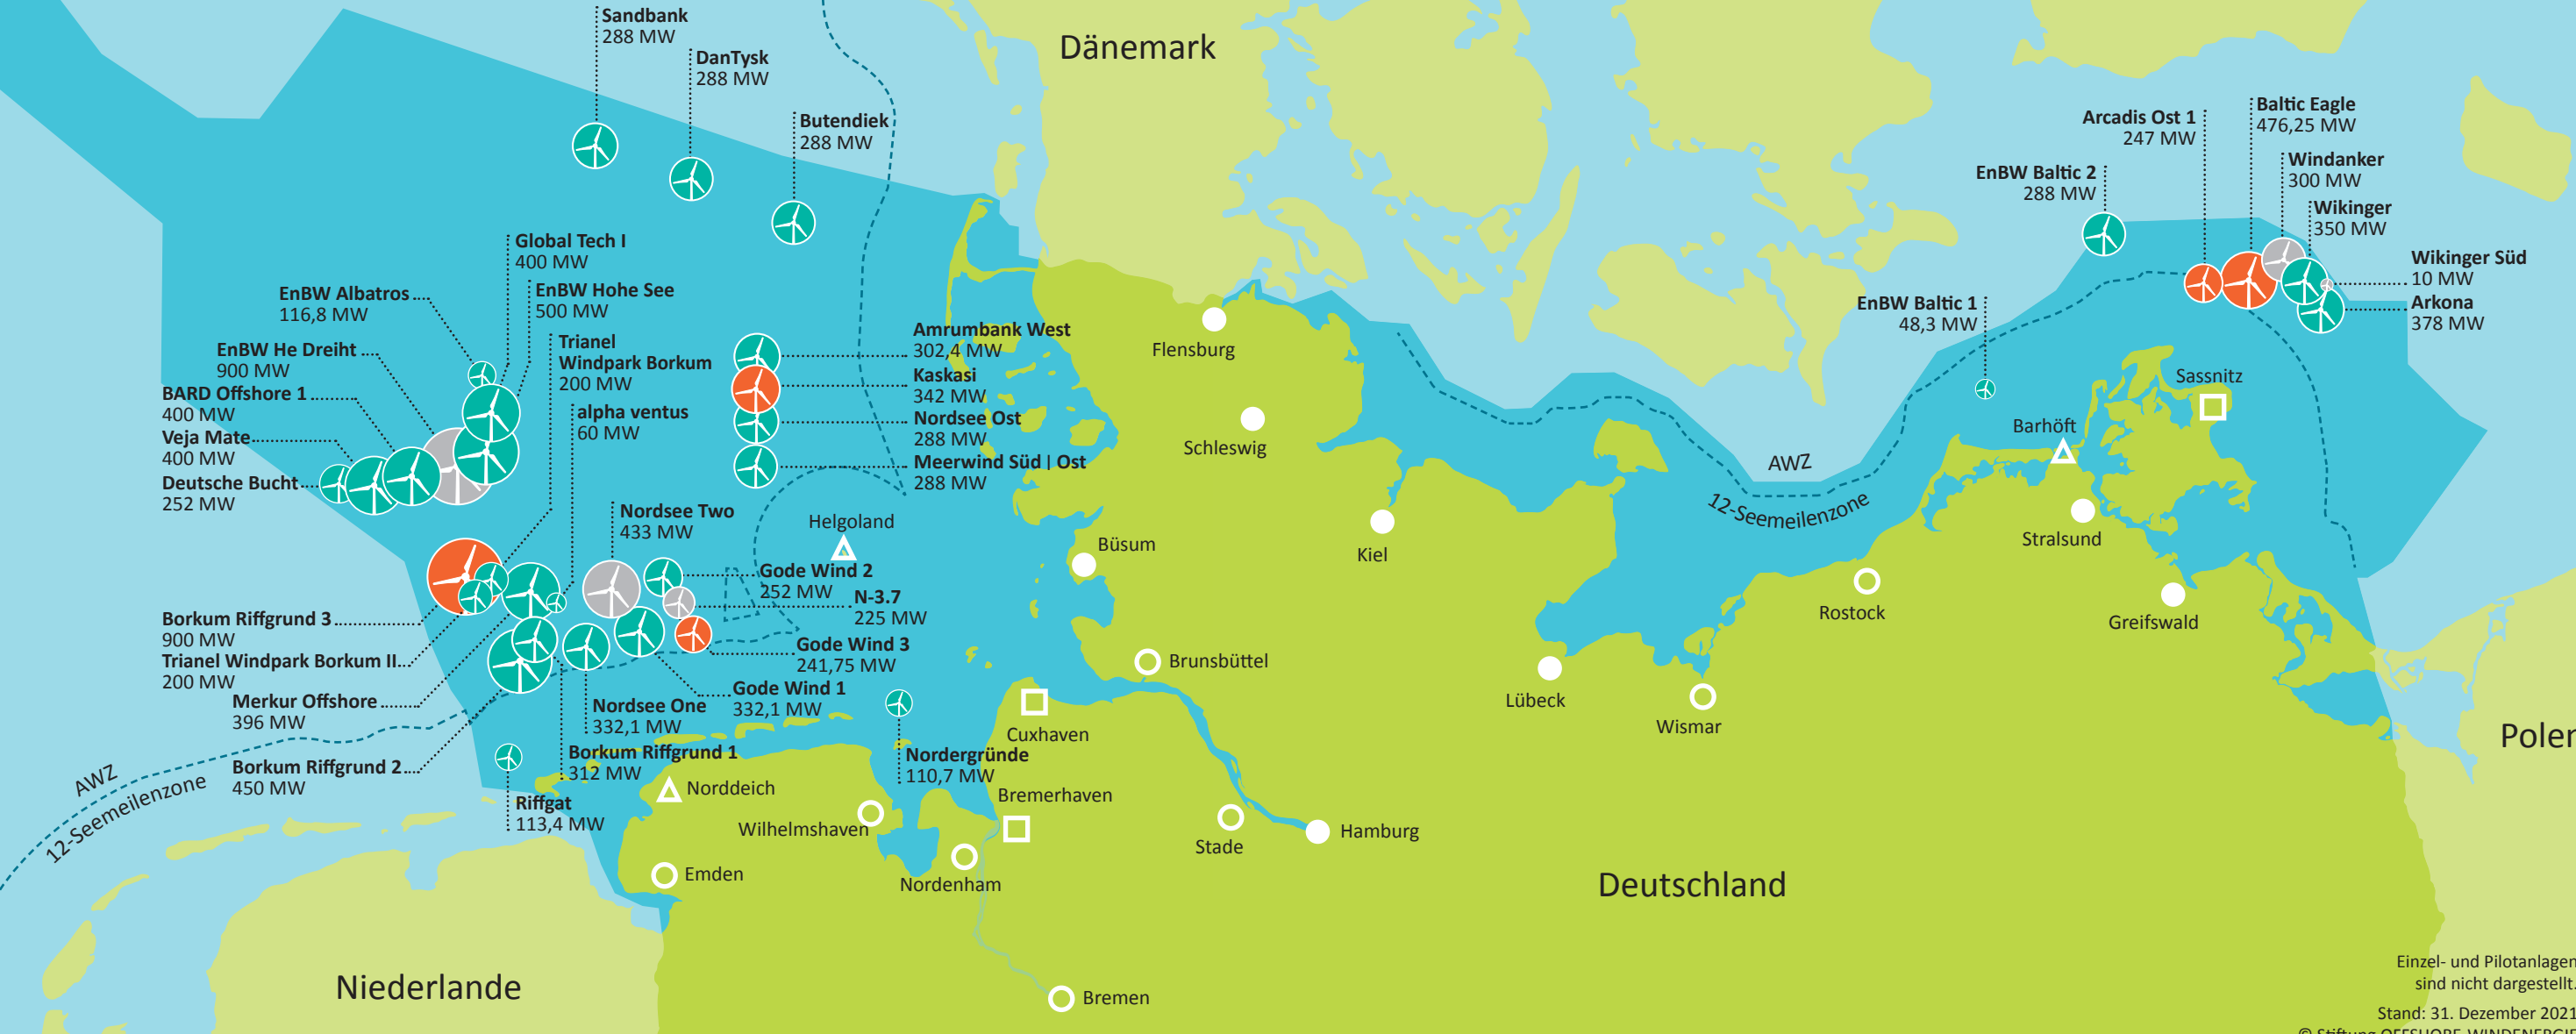 Sandbank
288 MW
DanTysk
288 MW
Butendiek
288 MW
Dänemark
Arcadis Ost 1
247 MW
Baltic Eagle
476,25 MW
Windanker
300 MW
EnBW Baltic 2
288 MW
Wikinger
350 MW
Wikinger Süd
10 MW
Arkona
378 MW
EnBW Baltic 1
48,3 MW
Global Tech I
400 MW
EnBW Albatros
116,8 MW
EnBW Hohe See
500 MW
EnBW He Dreiht
900 MW
Trianel
Windpark Borkum
200 MW
BARD Offshore 1
400 MW
alpha ventus
60 MW
Veja Mate
400 MW
Deutsche Bucht
252 MW
Amrumbank West
302,4 MW
Kaskasi
342 MW
Nordsee Ost
288 MW
Meerwind Süd | Ost
288 MW
Nordsee Two
433 MW
Helgoland
Gode Wind 2
252 MW
N-3.7
225 MW
Gode Wind 3
241,75 MW
Gode Wind 1
332,1 MW
Borkum Riffgrund 3
900 MW
Trianel Windpark Borkum II
200 MW
Merkur Offshore
396 MW
Nordsee One
332,1 MW
Borkum Riffgrund 1
312 MW
Borkum Riffgrund 2
450 MW
Riffgat
113,4 MW
Nordergründe
110,7 MW
AWZ
12-Seemeilenzone
Flensburg
Schleswig
Büsum
Kiel
Brunsbüttel
Cuxhaven
Bremerhaven
Norddeich
Wilhelmshaven
Emden
Nordenham
Stade
Hamburg
Bremen
Lübeck
Wismar
Rostock
AWZ
12-Seemeilenzone
Barhöft
Sassnitz
Stralsund
Greifswald
Deutschland
Niederlande
Polen
Einzel- und Pilotanlagen
sind nicht dargestellt.
Stand: 31. Dezember 2021
© Stiftung OFFSHORE-WINDENERGIE